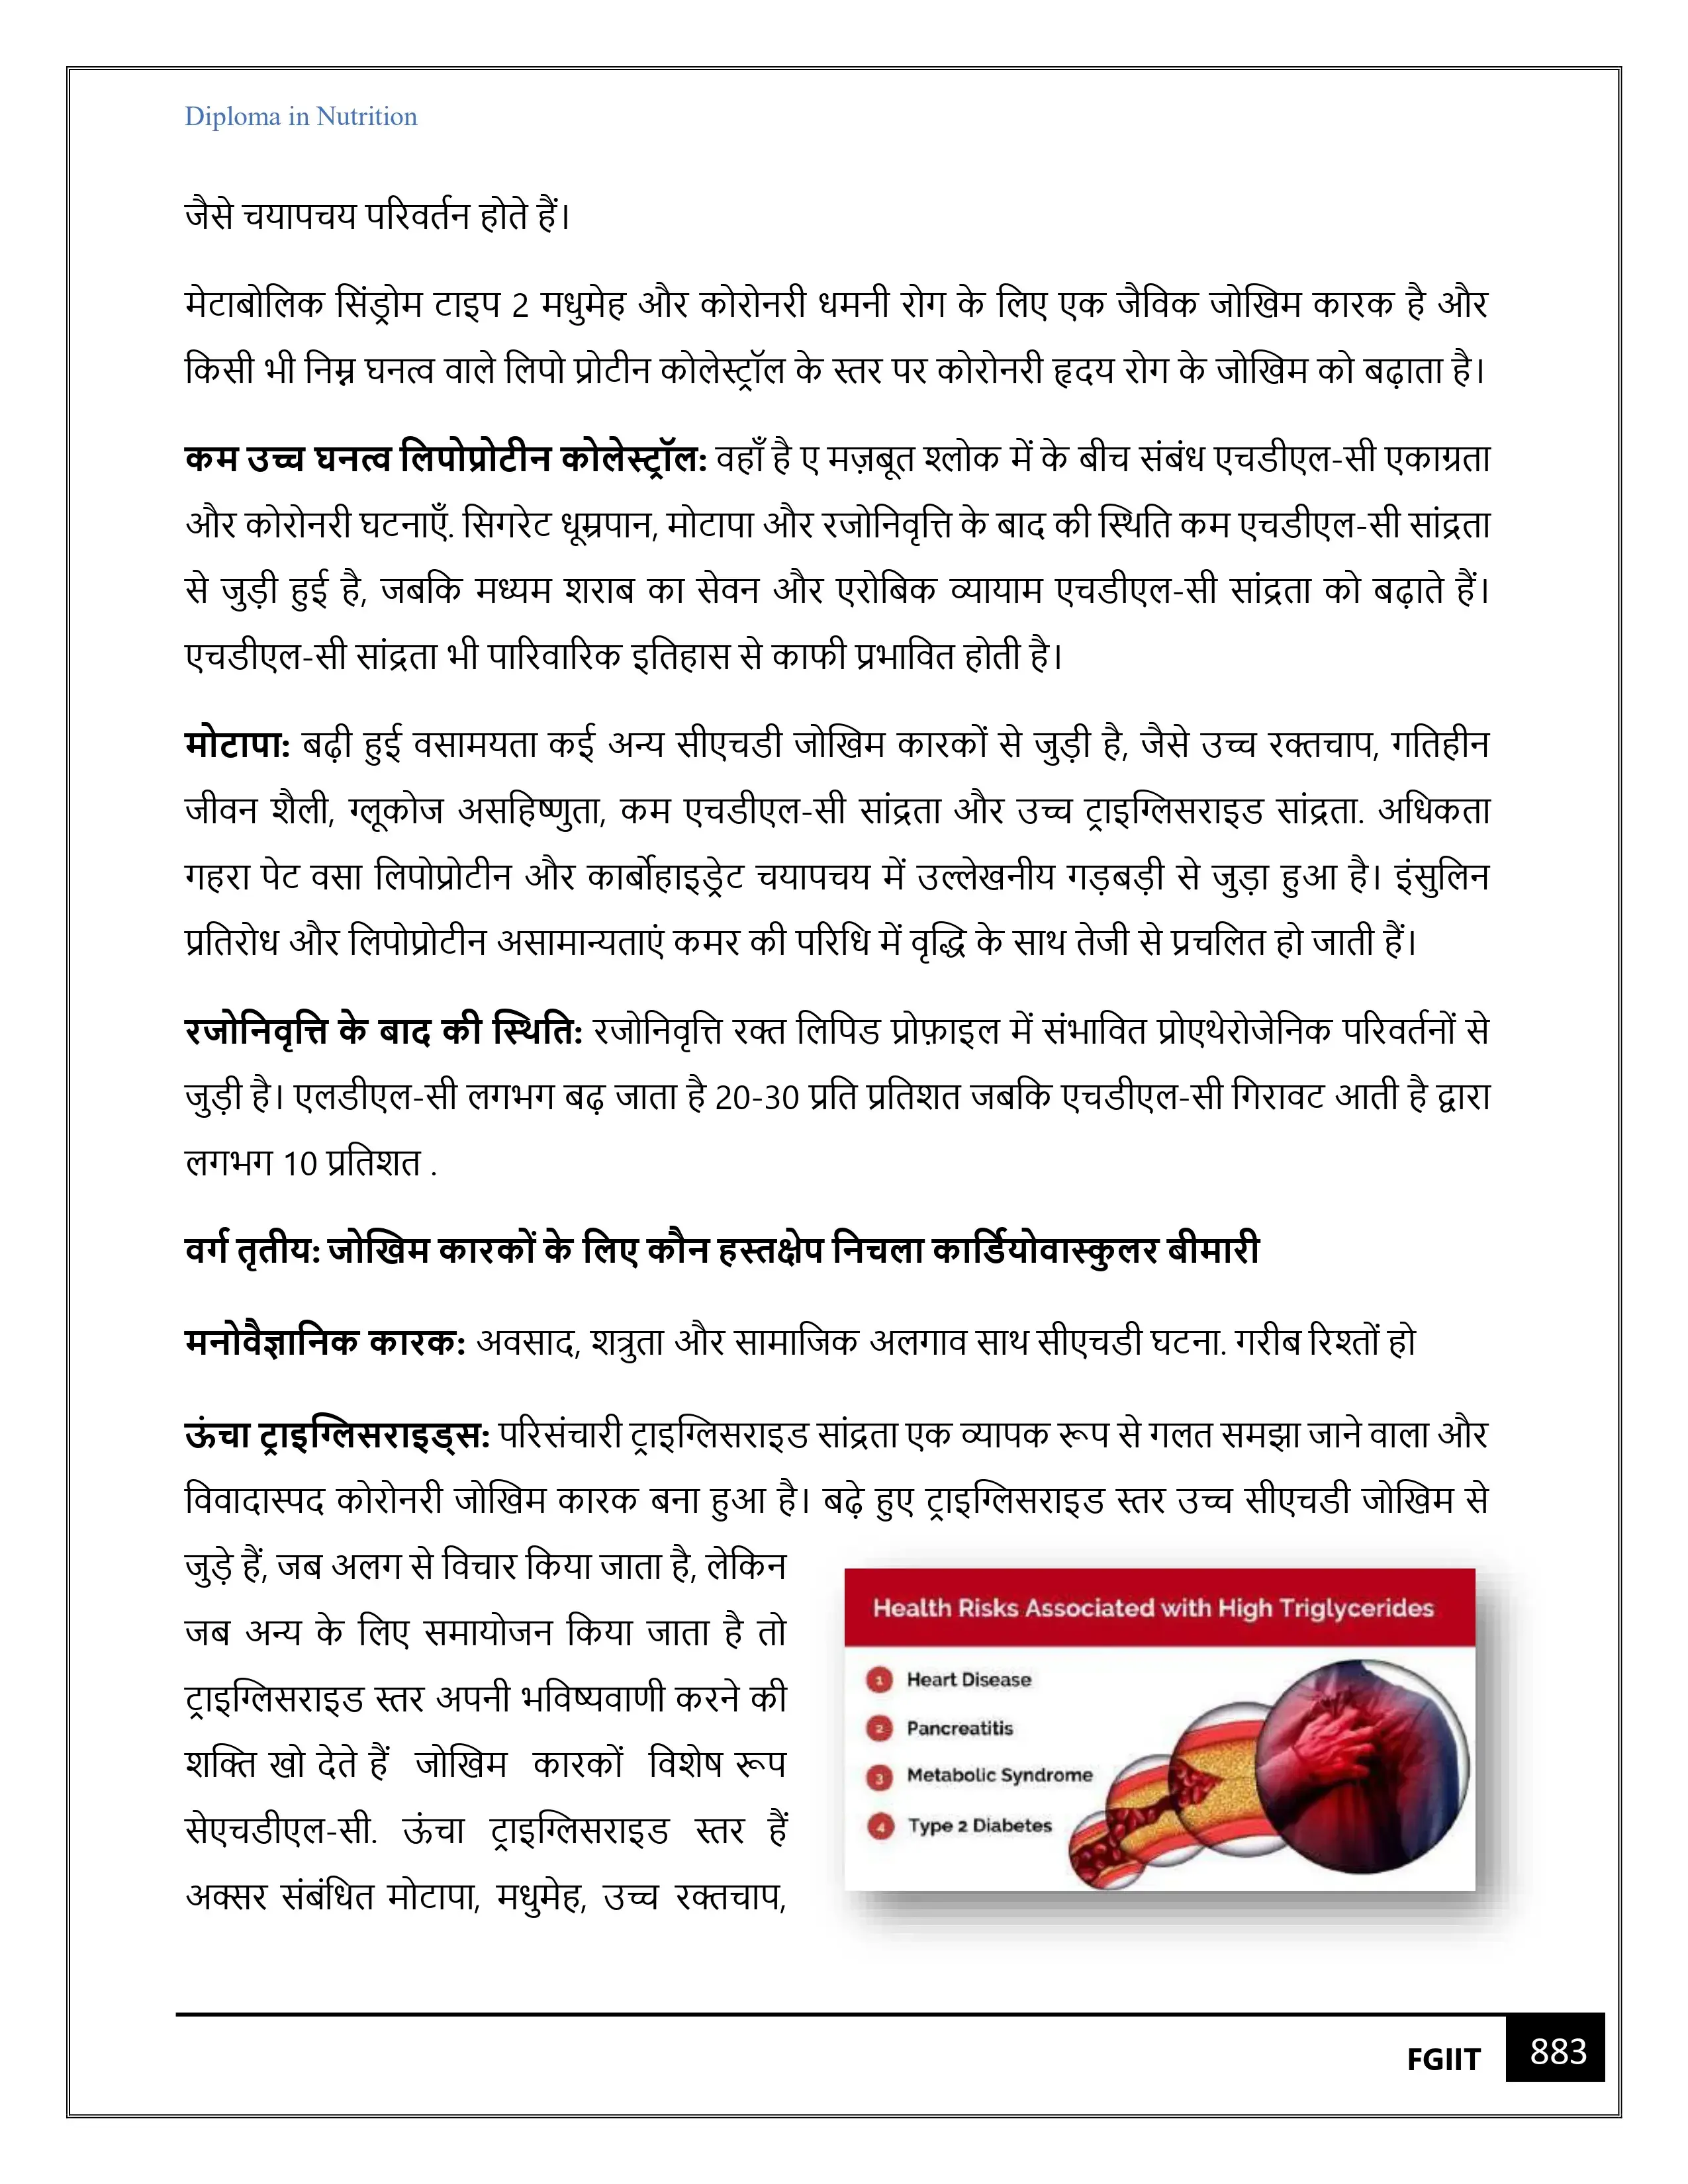 Diploma in Nutrition
जैसे चयापचय परिवर्तन होते हैं।
मेटाबोलिक सिंड्रोम टाइप 2 मधुमेह और कोरोनरी धमनी रोग के लिए एक जैविक जोखिम कारक है और
किसी भी निम्न घनत्व वाले लिपो प्रोटीन कोलेस्ट्रॉल के स्तर पर कोरोनरी हृदय रोग के जोखिम को बढ़ाता है।
कम उच्च घनत्व लिपोप्रोटीन कोलेस्ट्रॉल: वहाँ है ए मज़बूत श्लोक में के बीच संबंध एचडीएल-सी एकाग्रता
और कोरोनरी घटनाएँ. सिगरेट धूम्रपान, मोटापा और रजोनिवृत्ति के बाद की स्थिति कम एचडीएल-सी सांद्रता
से जुड़ी हुई है, जबकि मध्यम शराब का सेवन और एरोबिक व्यायाम एचडीएल-सी सांद्रता को बढ़ाते हैं।
एचडीएल-सी सांद्रता भी पारिवारिक इतिहास से काफी प्रभावित होती है।
मोटापा: बढ़ी हुई वसामयता कई अन्य सीएचडी जोखिम कारकों से जुड़ी है, जैसे उच्च रक्तचाप, गतिहीन
जीवन शैली, ग्लूकोज असहिष्णुता, कम एचडीएल-सी सांद्रता और उच्च ट्राइग्लिसराइड सांद्रता. अधिकता
गहरा पेट वसा लिपोप्रोटीन और कार्बोहाइड्रेट चयापचय में उल्लेखनीय गड़बड़ी से जुड़ा हुआ है। इंसुलिन
प्रतिरोध और लिपोप्रोटीन असामान्यताएं कमर की परिधि में वृद्धि के साथ तेजी से प्रचलित हो जाती हैं।
रजोनिवृत्ति के बाद की स्थिति: रजोनिवृत्ति रक्त लिपिड प्रोफ़ाइल में संभावित प्रोएथेरोजेनिक परिवर्तनों से
जुड़ी है। एलडीएल-सी लगभग बढ़ जाता है 20-30 प्रति प्रतिशत जबकि एचडीएल-सी गिरावट आती है द्वारा
लगभग 10 प्रतिशत .
वर्ग तृतीय: जोखिम कारकों के लिए कौन हस्तक्षेप निचला कार्डियोवास्कुलर बीमारी
मनोवैज्ञानिक कारक: अवसाद, शत्रुता और सामाजिक अलगाव साथ सीएचडी घटना. गरीब रिश्तों हो
ऊंचा ट्राइग्लिसराइड्स: परिसंचारी ट्राइग्लिसराइड सांद्रता एक व्यापक रूप से गलत समझा जाने वाला और
विवादास्पद कोरोनरी जोखिम कारक बना हुआ है। बढ़े हुए ट्राइग्लिसराइड स्तर उच्च सीएचडी जोखिम से
जुड़े हैं, जब अलग से विचार किया जाता है, लेकिन
जब अन्य के लिए समायोजन किया जाता है तो
ट्राइग्लिसराइड स्तर अपनी भविष्यवाणी करने की
शक्ति खो देते हैं जोखिम कारकों विशेष रूप
सेएचडीएल-सी. ऊंचा ट्राइग्लिसराइड स्तर हैं
अक्सर संबंधित मोटापा, मधुमेह, उच्च रक्तचाप,
Health Risks Associated with High Triglycerides
1 Heart Disease
2 Pancreatitis
3 Metabolic Syndrome
4 Type 2 Diabetes
FGIIT 883